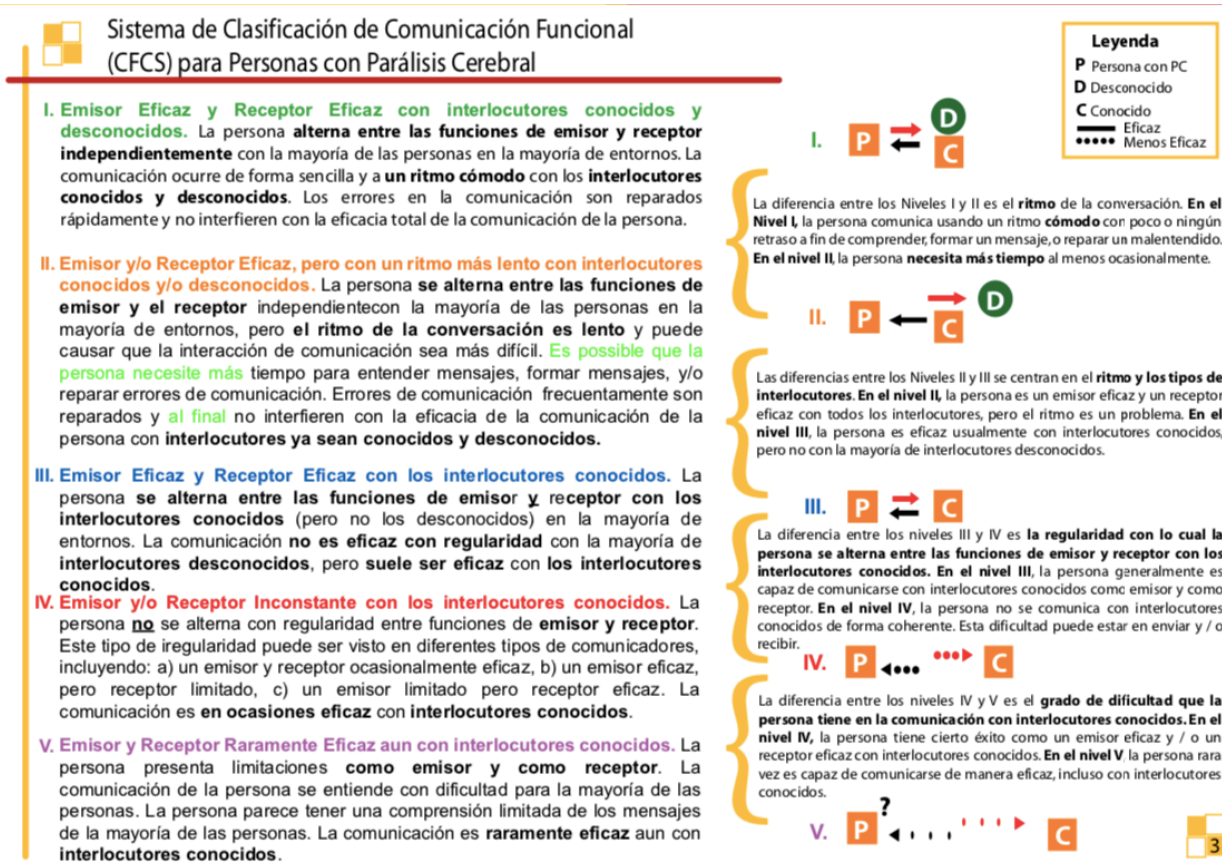 Sistema de Clasificación de Comunicación Funcional
(CFCS) para Personas con Parálisis Cerebral
I. Emisor Eficaz y Receptor Eficaz con interlocutores conocidos y
desconocidos. La persona alterna entre las funciones de emisor y receptor
independientemente con la mayoría de las personas en la mayoría de entornos. La
comunicación ocurre de forma sencilla y a un ritmo cómodo con los interlocutores
conocidos y desconocidos. Los errores en la comunicación son reparados
rápidamente y no interfieren con la eficacia total de la comunicación de la persona.
II. Emisor y/o Receptor Eficaz, pero con un ritmo más lento con interlocutores
conocidos y/o desconocidos. La persona se alterna entre las funciones de
emisor y el receptor independientecon la mayoría de las personas en la
mayoría de entornos, pero el ritmo de la conversación es lento y puede
causar que la interacción de comunicación sea más difícil. Es possible que la
persona necesite más tiempo para entender mensajes, formar mensajes, y/o
reparar errores de comunicación. Errores de comunicación frecuentamente son
reparados y al final no interfieren con la eficacia de la comunicación de la
persona con interlocutores ya sean conocidos y desconocidos.
III. Emisor Eficaz y Receptor Eficaz con los interlocutores conocidos. La
persona se alterna entre las funciones de emisor y receptor con los
interlocutores conocidos (pero no los desconocidos) en la mayoría de
entornos. La comunicación no es eficaz con regularidad con la mayoría de
interlocutores desconocidos, pero suele ser eficaz con los interlocutores
conocidos.
IV. Emisor y/o Receptor Inconstante con los interlocutores conocidos. La
persona no se alterna con regularidad entre funciones de emisor y receptor.
Este tipo de iregularidad puede ser visto en diferentes tipos de comunicadores,
incluyendo: a) un emisor y receptor ocasionalmente eficaz, b) un emisor eficaz,
pero receptor limitado, c) un emisor limitado pero receptor eficaz. La
comunicación es en ocasiones eficaz con interlocutores conocidos.
V. Emisor y Receptor Raramente Eficaz aun con interlocutores conocidos. La
persona presenta limitaciones como emisor y como receptor. La
comunicación de la persona se entiende con dificultad para la mayoría de las
personas. La persona parece tener una comprensión limitada de los mensajes
de la mayoría de las personas. La comunicación es raramente eficaz aun con
interlocutores conocidos.
Leyenda
P Persona con PC
D Desconocido
C Conocido
Eficaz
Menos Eficaz
I. P D
C
La diferencia entre los Niveles I y II es el ritmo de la conversación. En el
Nivel I, la persona comunica usando un ritmo cómodo con poco o ningún
retraso a fin de comprender, formar un mensaje, o reparar un malentendido.
En el nivel II, la persona necesita más tiempo al menos ocasionalmente.
II. P C D
Las diferencias entre los Niveles II y III se centran en el ritmo y los tipos de
interlocutores. En el nivel II, la persona es un emisor eficaz y un receptor
eficaz con todos los interlocutores, pero el ritmo es un problema. En el
nivel III, la persona es eficaz usualmente con interlocutores conocidos,
pero no con la mayoría de interlocutores desconocidos.
III. P C
La diferencia entre los niveles III y IV es la regularidad con lo cual la
persona se alterna entre las funciones de emisor y receptor con los
interlocutores conocidos. En el nivel III, la persona generalmente es
capaz de comunicarse con interlocutores conocidos como emisor y como
receptor. En el nivel IV, la persona no se comunica con interlocutores
conocidos de forma coherente. Esta dificultad puede estar en enviar y / o
recibir.
IV. P C
La diferencia entre los niveles IV y V es el grado de dificultad que la
persona tiene en la comunicación con interlocutores conocidos. En el
nivel IV, la persona tiene cierto éxito como un emisor eficaz y / o un
receptor eficaz con interlocutores conocidos. En el nivel V, la persona rara
vez es capaz de comunicarse de manera eficaz, incluso con interlocutores
conocidos.
V. P ? C
3